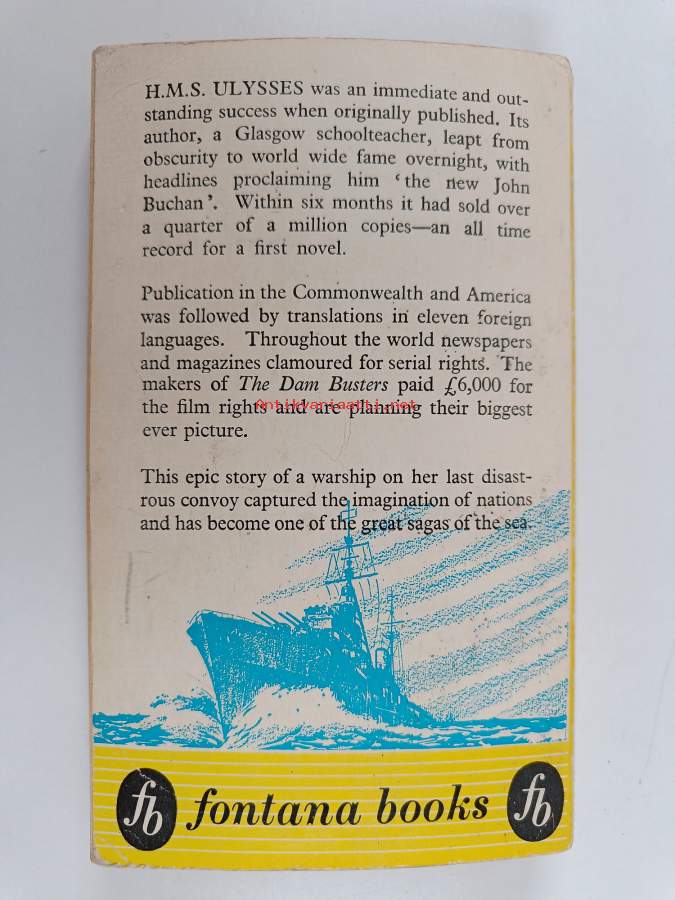 H.M.S. ULYSSES was an immediate and out-
standing success when originally published. Its
author, a Glasgow schoolteacher, leapt from
obscurity to world wide fame overnight, with
headlines proclaiming him ‘the new John
Buchan’. Within six months it had sold over
a quarter of a million copies—an all time
record for a first novel.
Publication in the Commonwealth and America
was followed by translations in eleven foreign
languages. Throughout the world newspapers
and magazines clamoured for serial rights. The
makers of The Dam Busters paid £6,000 for
the film rights and are planning their biggest
Antikvariaatti.net
ever picture.
This epic story of a warship on her last disast-
rous convoy captured the imagination of nations
and has become one of the great sagas of the sea.
fb fontana books fb